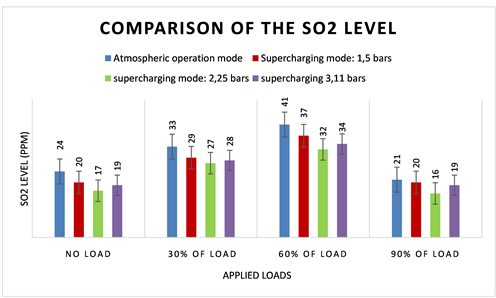 COMPARISON OF THE SO2 LEVEL
Atmospheric operation mode Supercharging mode: 1,5 bars
supercharging mode: 2,25 bars supercharging 3,11 bars
SO2 LEVEL (PPM)
24 20 17 19 33 29 27 28 41 37 32 34 21 20 16 19
NO LOAD 30% OF LOAD 60% OF LOAD 90% OF LOAD
APPLIED LOADS